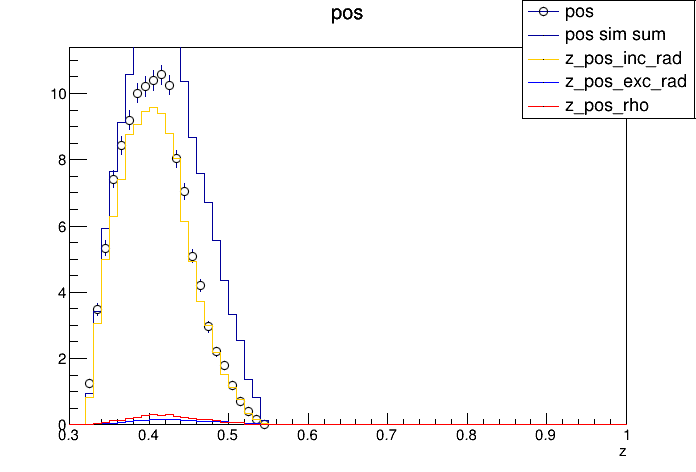 pos
pos
pos sim sum
z_pos_inc_rad
z_pos_exc_rad
z_pos_rho
10
8
6
4
2
0
0.3 0.4 0.5 0.6 0.7 0.8 0.9 1
z